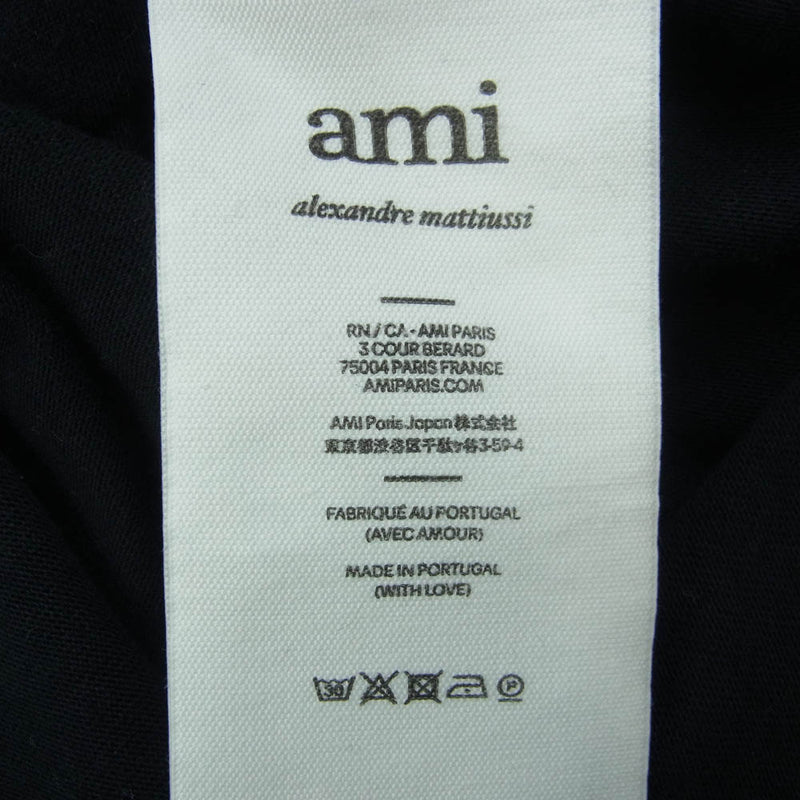 ami
alexandre mattiussi
RN / CA - AMI PARIS
3 COUR BERARD
75004 PARIS FRANCE
AMIPARIS.COM
AMI Paris Japan株式会社
東京都渋谷区千駄ヶ谷3-59-4
FABRIQUÉ AU PORTUGAL
(AVEC AMOUR)
MADE IN PORTUGAL
(WITH LOVE)
30 P